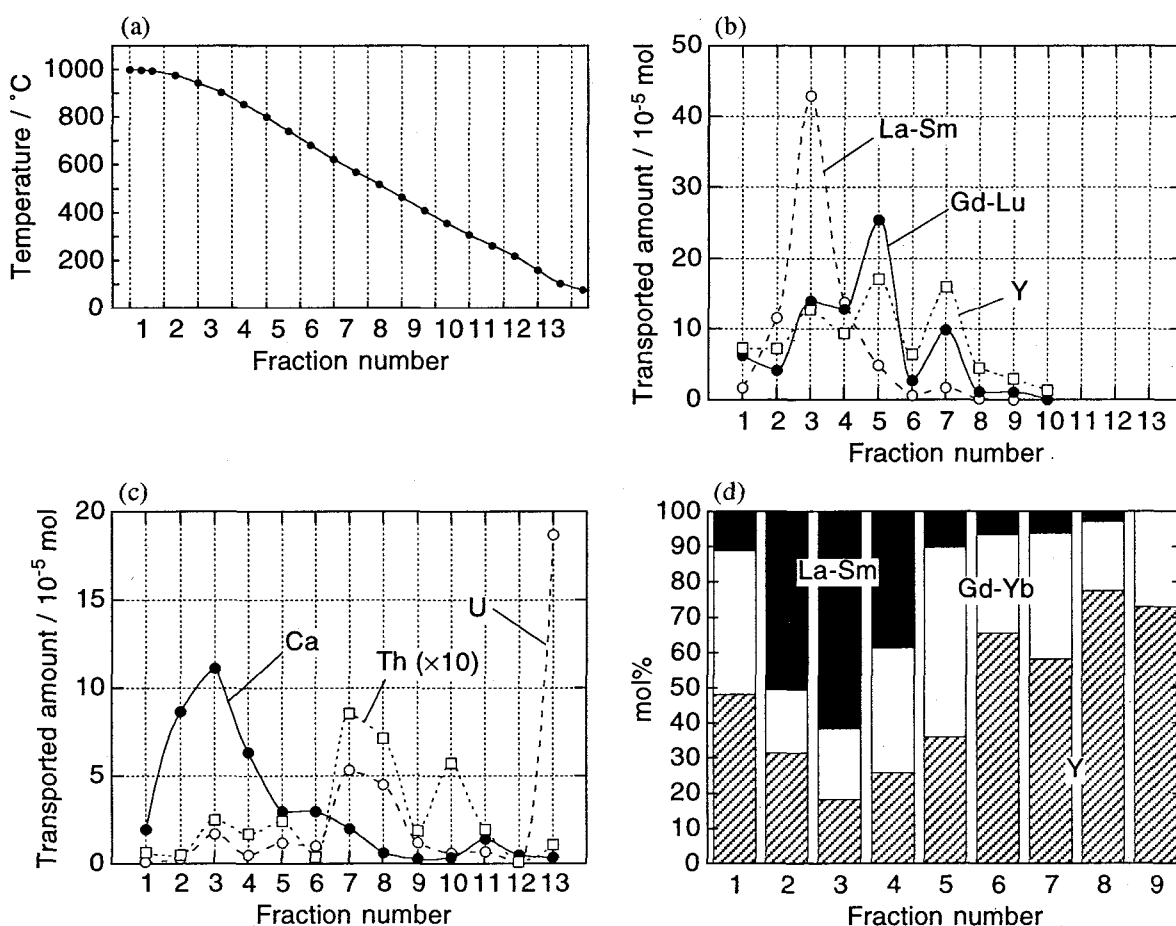 (a)
Temperature / °C
1000
800
600
400
200
0
1 2 3 4 5 6 7 8 9 10 11 12 13
Fraction number
(b)
Transported amount / 10⁻⁵ mol
50
40
30
20
10
0
La-Sm
Gd-Lu
Y
1 2 3 4 5 6 7 8 9 10 11 12 13
Fraction number
(c)
Transported amount / 10⁻⁵ mol
20
15
10
5
0
U
Ca
Th (×10)
1 2 3 4 5 6 7 8 9 10 11 12 13
Fraction number
(d)
mol%
100
90
80
70
60
50
40
30
20
10
0
La-Sm
Gd-Yb
Y
1 2 3 4 5 6 7 8 9
Fraction number